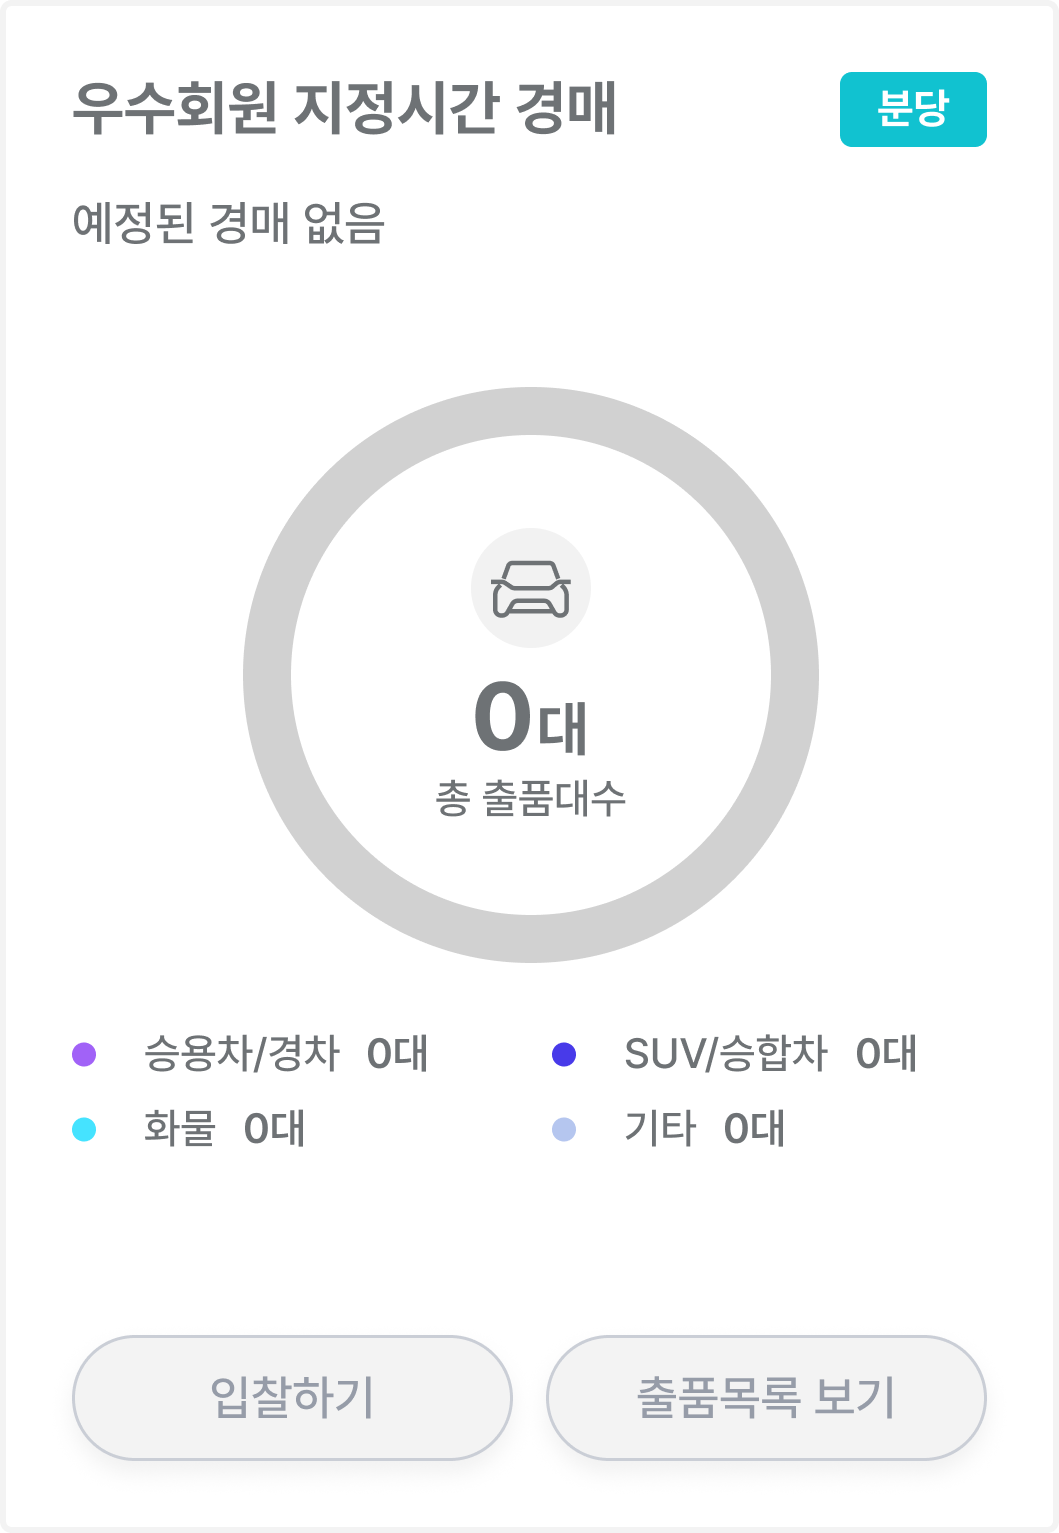 우수회원 지정시간 경매 분당
예정된 경매 없음
0대
총 출품대수
승용차/경차 0대 SUV/승합차 0대
화물 0대 기타 0대
입찰하기 출품목록 보기